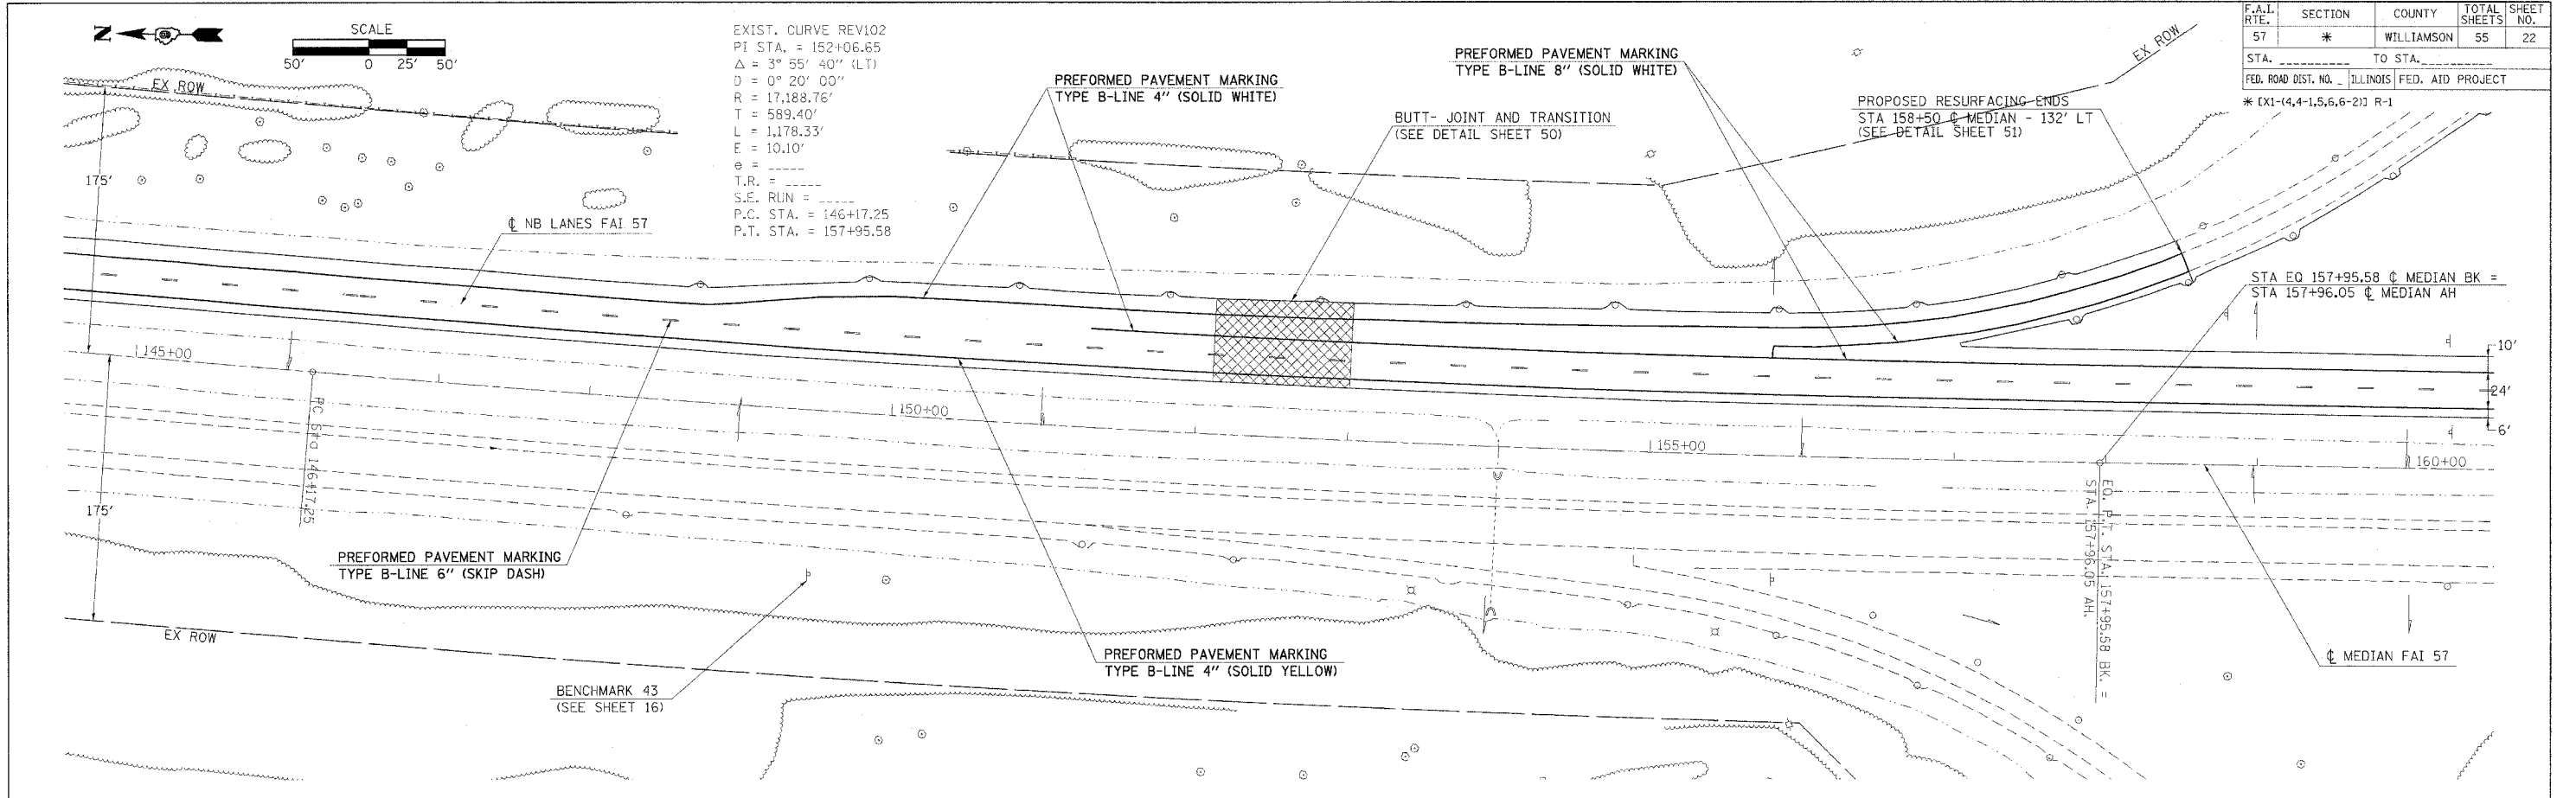 Z
SCALE
50' 0 25' 50'
EXIST. CURVE REV102
PI STA. = 152+06.65
Δ = 3° 55' 40" (LT)
D = 0° 20' 00"
R = 17,188.76'
T = 589.40'
L = 1,178.33'
E = 10.10'
e = _____
T.R. = _____
S.E. RUN = _____
P.C. STA. = 146+17.25
P.T. STA. = 157+95.58
F.A.I. RTE. SECTION COUNTY TOTAL SHEETS SHEET NO.
57 * WILLIAMSON 55 22
STA. __________ TO STA.__________
FED. ROAD DIST. NO. _ ILLINOIS FED. AID PROJECT
* [X1-(4,4-1,5,6,6-2)] R-1
EX ROW
EX ROW
PREFORMED PAVEMENT MARKING
TYPE B-LINE 4" (SOLID WHITE)
PREFORMED PAVEMENT MARKING
TYPE B-LINE 8" (SOLID WHITE)
BUTT- JOINT AND TRANSITION
(SEE DETAIL SHEET 50)
PROPOSED RESURFACING ENDS
STA 158+50 ℄ MEDIAN - 132' LT
(SEE DETAIL SHEET 51)
175'
℄ NB LANES FAI 57
STA EQ 157+95.58 ℄ MEDIAN BK =
STA 157+96.05 ℄ MEDIAN AH
145+00
150+00
155+00
160+00
10'
24'
6'
PC Sta 146+17.25
EQ. P.T. STA. 157+95.58 BK. =
STA. 157+96.05 AH.
175'
PREFORMED PAVEMENT MARKING
TYPE B-LINE 6" (SKIP DASH)
EX ROW
PREFORMED PAVEMENT MARKING
TYPE B-LINE 4" (SOLID YELLOW)
℄ MEDIAN FAI 57
BENCHMARK 43
(SEE SHEET 16)